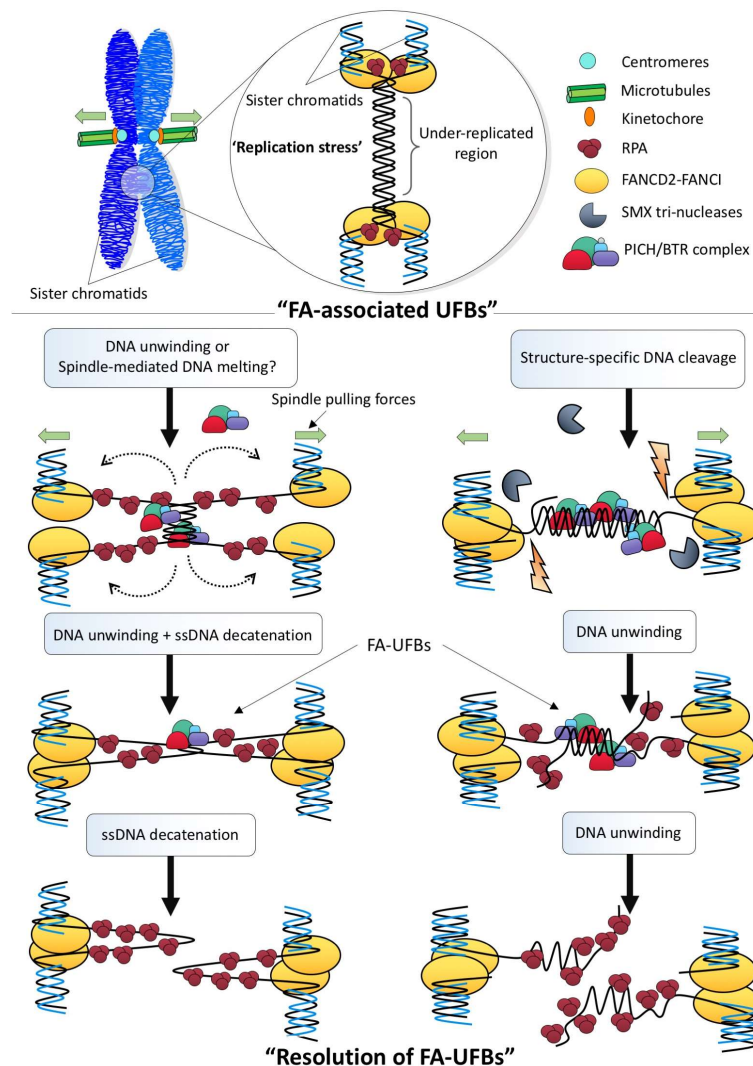 Centromeres
Microtubules
Kinetochore
RPA
FANCD2-FANCI
SMX tri-nucleases
PICH/BTR complex
Sister chromatids
'Replication stress'
Under-replicated
region
Sister chromatids
"FA-associated UFBs"
DNA unwinding or
Spindle-mediated DNA melting?
Structure-specific DNA cleavage
Spindle pulling forces
DNA unwinding + ssDNA decatenation
FA-UFBs
DNA unwinding
ssDNA decatenation
DNA unwinding
"Resolution of FA-UFBs"